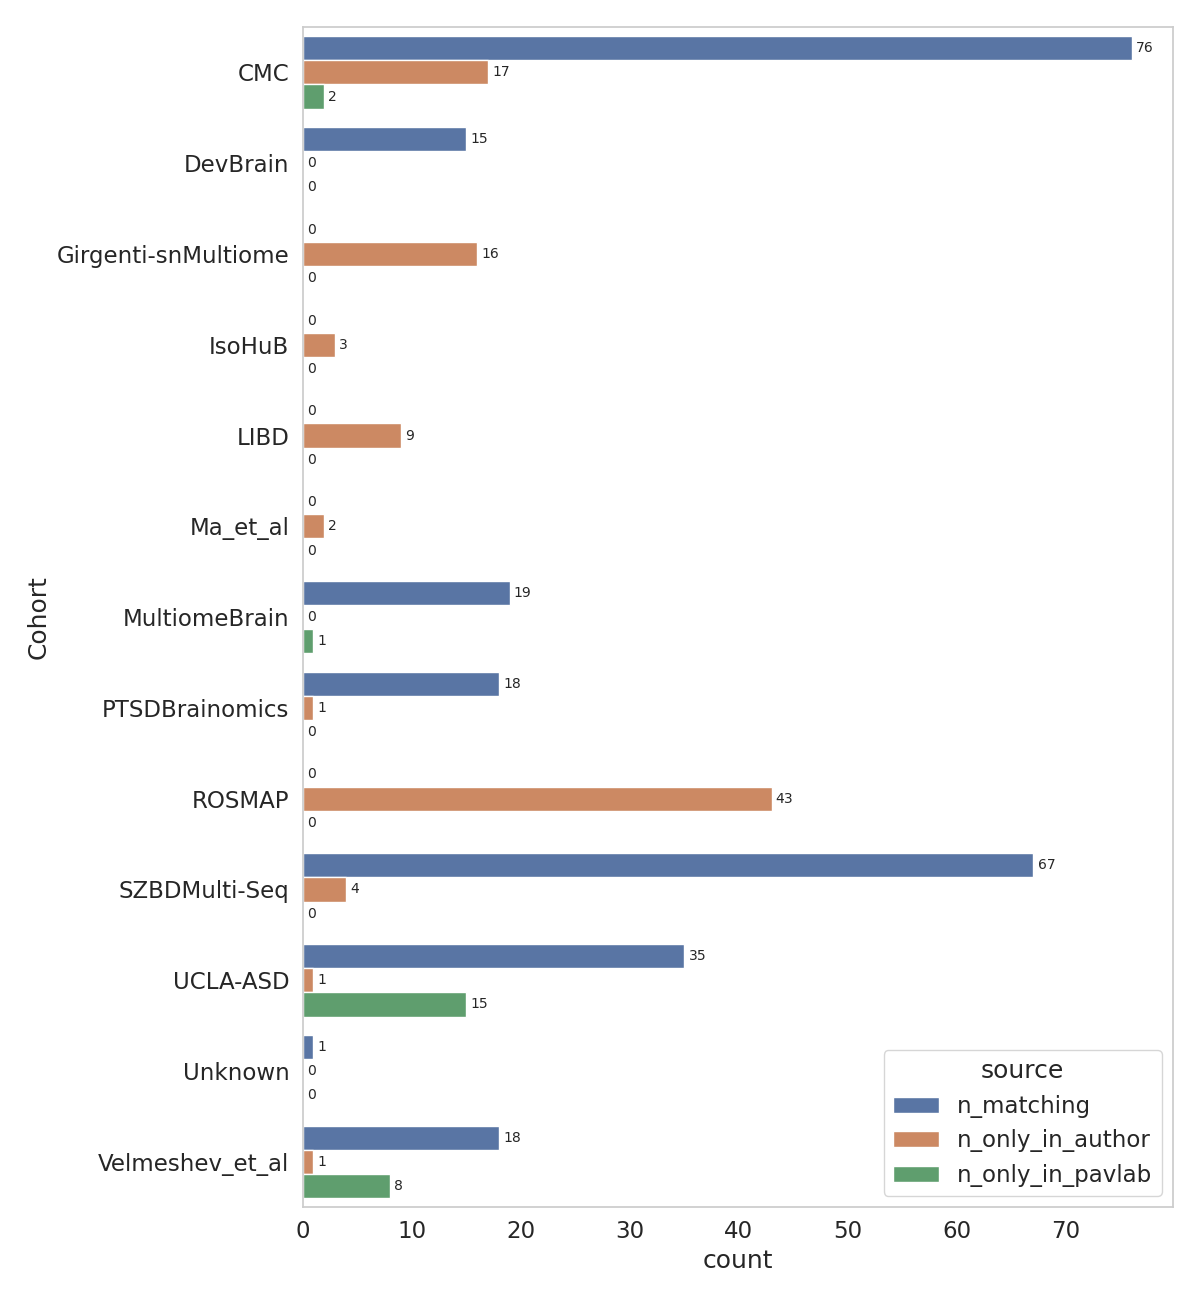 CMC
76
17
2
DevBrain
15
0
0
Girgenti-snMultiome
0
16
0
IsoHuB
0
3
0
LIBD
0
9
0
Ma_et_al
0
2
0
MultiomeBrain
19
0
1
PTSDBrainomics
18
1
0
ROSMAP
0
43
0
SZBDMulti-Seq
67
4
0
UCLA-ASD
35
1
15
Unknown
1
0
0
Velmeshev_et_al
18
1
8
Cohort
source
n_matching
n_only_in_author
n_only_in_pavlab
0 10 20 30 40 50 60 70
count